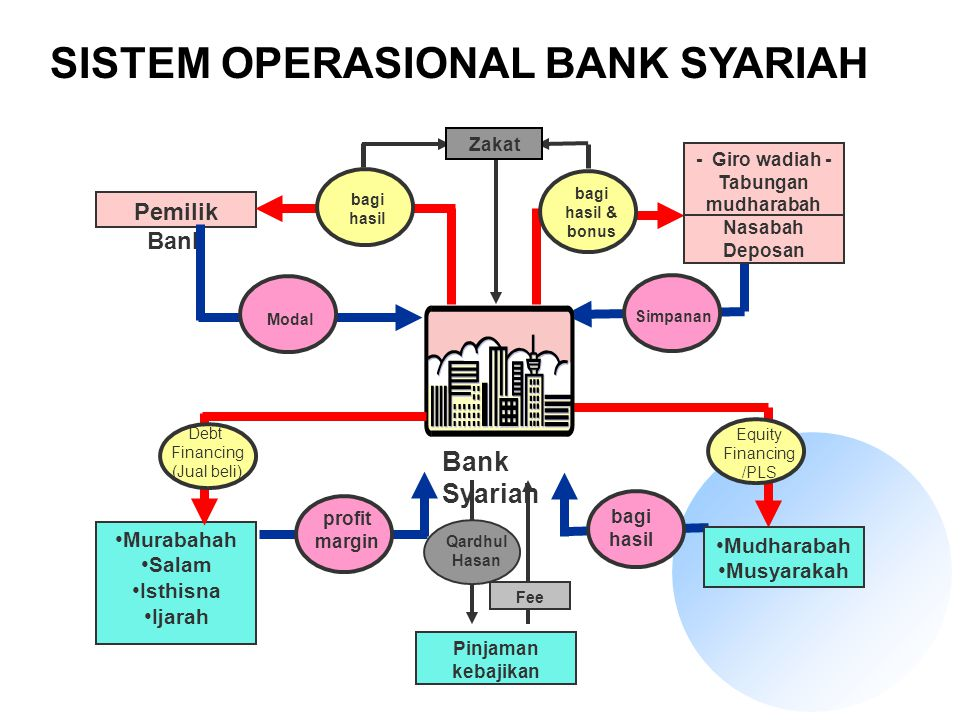 SISTEM OPERASIONAL BANK SYARIAH
Zakat
- Giro wadiah -
Tabungan
mudharabah
Nasabah
Deposan
bagi
hasil
bagi
hasil &
bonus
Pemilik
Bank
Modal
Simpanan
Debt
Financing
(Jual beli)
Equity
Financing
/PLS
Bank
Syariah
profit
margin
bagi
hasil
•Murabahah
•Salam
•Isthisna
•Ijarah
Qardhul
Hasan
•Mudharabah
•Musyarakah
Fee
Pinjaman
kebajikan